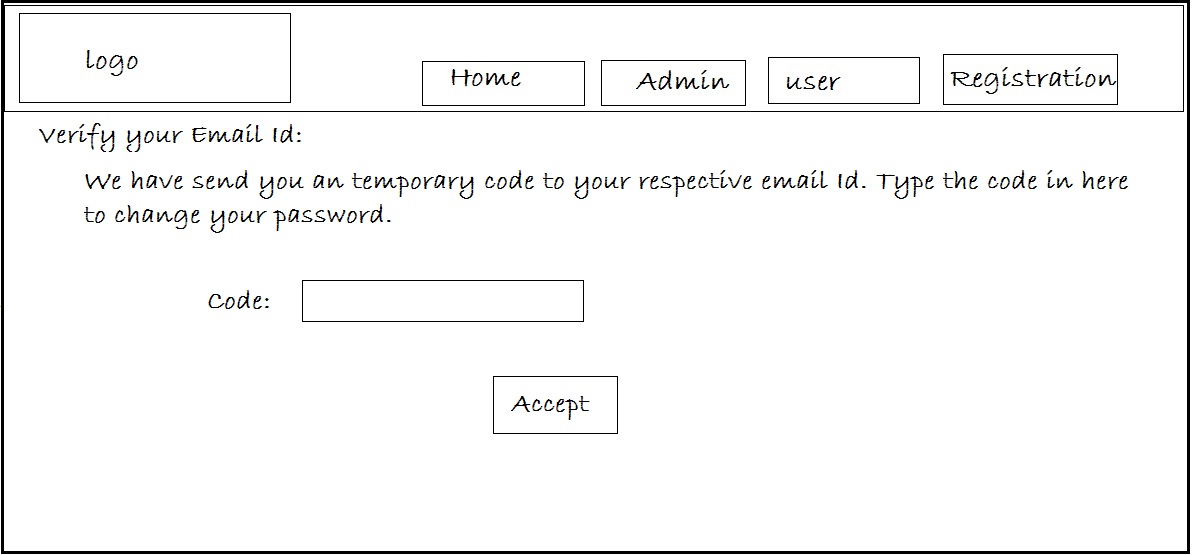 logo
Home Admin user Registration
Verify your Email Id:
We have send you an temporary code to your respective email Id. Type the code in here
to change your password.
Code:
Accept